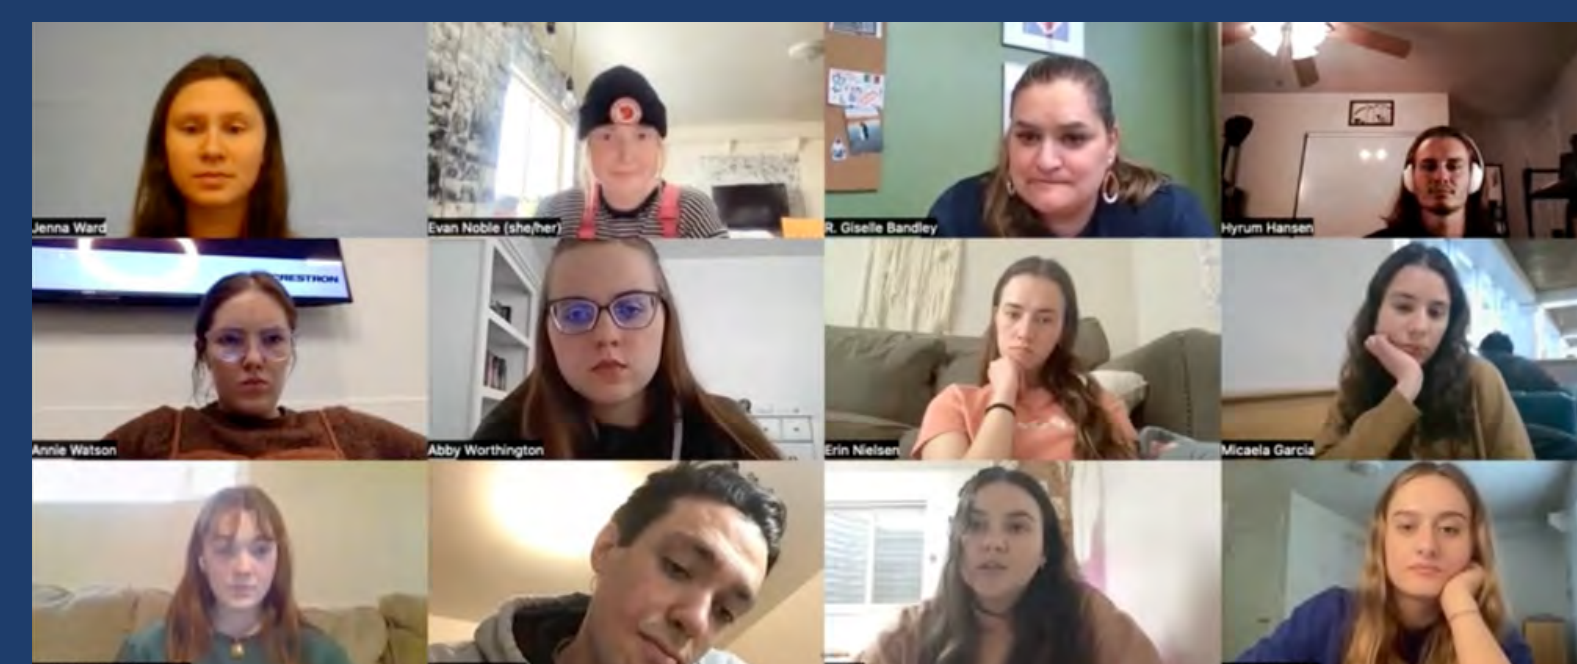 Jenna Ward
Evan Noble (she/her)
R. Giselle Bandley
Hyrum Hansen
CRESTRON
Annie Watson
Abby Worthington
Erin Nielsen
Micaela Garcia